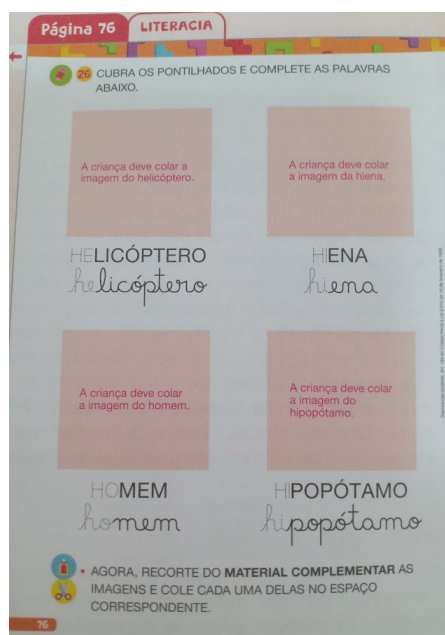 Página 76
LITERACIA
26 CUBRA OS PONTILHADOS E COMPLETE AS PALAVRAS
ABAIXO.
A criança deve colar a
imagem do helicóptero.
A criança deve colar
a imagem da hiena.
HELICÓPTERO
helicóptero
HIENA
hiena
A criança deve colar
a imagem do homem.
A criança deve colar
a imagem do
hipopótamo.
HOMEM
homem
HIPOPÓTAMO
hipopótamo
• AGORA, RECORTE DO MATERIAL COMPLEMENTAR AS
IMAGENS E COLE CADA UMA DELAS NO ESPAÇO
CORRESPONDENTE.
76